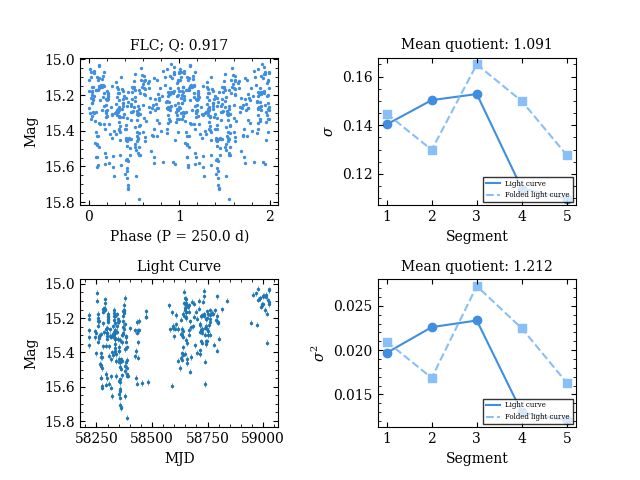 FLC; Q: 0.917
Mag
15.0
15.2
15.4
15.6
15.8
0
1
2
Phase (P = 250.0 d)
Mean quotient: 1.091
σ
0.16
0.14
0.12
1
2
3
4
5
Segment
Light curve
Folded light curve
Light Curve
Mag
15.0
15.2
15.4
15.6
15.8
58250
58500
58750
59000
MJD
Mean quotient: 1.212
σ²
0.025
0.020
0.015
1
2
3
4
5
Segment
Light curve
Folded light curve